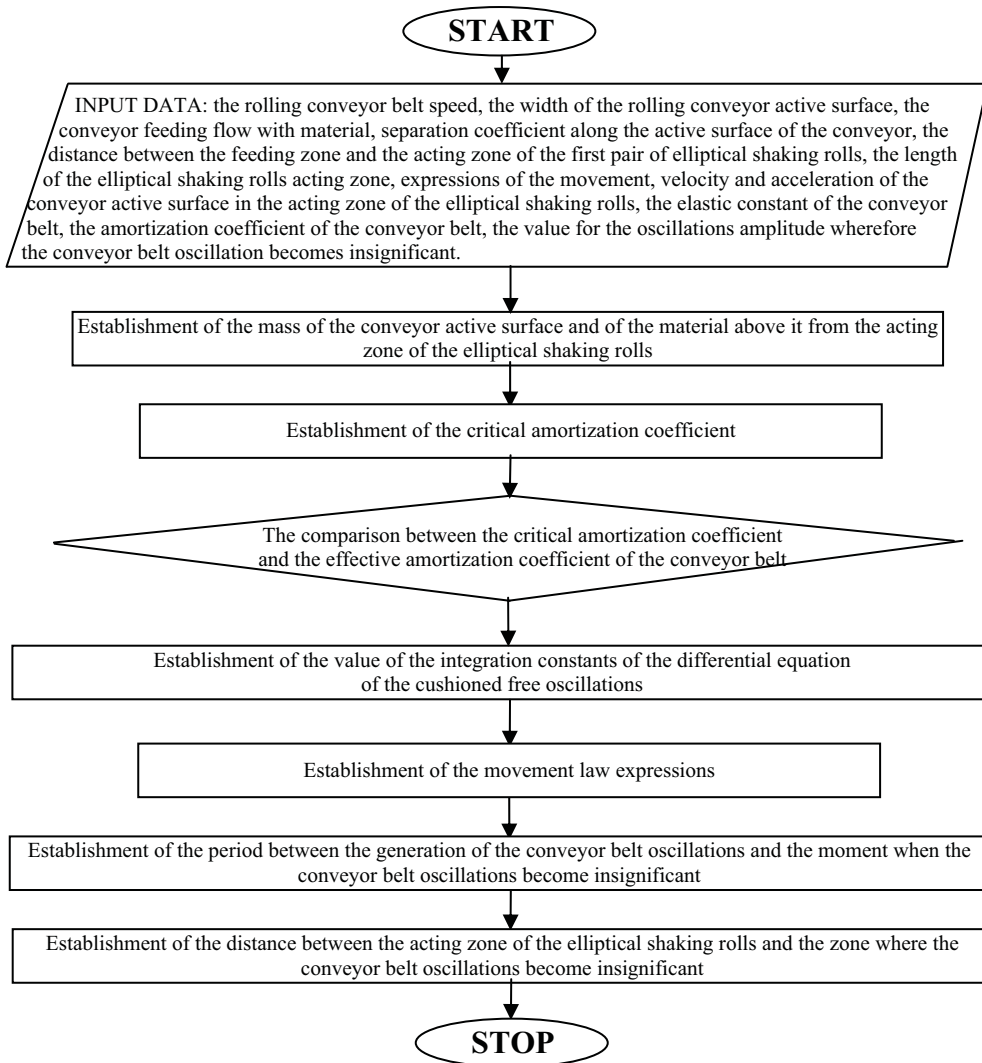 START
INPUT DATA: the rolling conveyor belt speed, the width of the rolling conveyor active surface, the
conveyor feeding flow with material, separation coefficient along the active surface of the conveyor, the
distance between the feeding zone and the acting zone of the first pair of elliptical shaking rolls, the length
of the elliptical shaking rolls acting zone, expressions of the movement, velocity and acceleration of the
conveyor active surface in the acting zone of the elliptical shaking rolls, the elastic constant of the conveyor
belt, the amortization coefficient of the conveyor belt, the value for the oscillations amplitude wherefore
the conveyor belt oscillation becomes insignificant.
Establishment of the mass of the conveyor active surface and of the material above it from the acting
zone of the elliptical shaking rolls
Establishment of the critical amortization coefficient
The comparison between the critical amortization coefficient
and the effective amortization coefficient of the conveyor belt
Establishment of the value of the integration constants of the differential equation
of the cushioned free oscillations
Establishment of the movement law expressions
Establishment of the period between the generation of the conveyor belt oscillations and the moment when the
conveyor belt oscillations become insignificant
Establishment of the distance between the acting zone of the elliptical shaking rolls and the zone where the
conveyor belt oscillations become insignificant
STOP